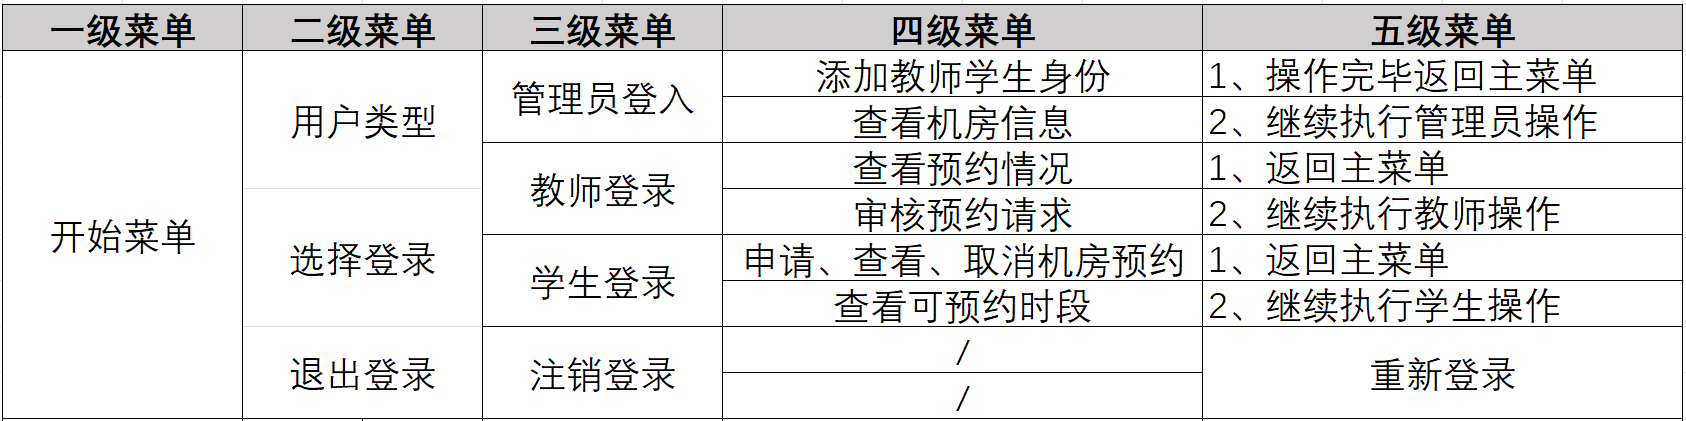 一级菜单 二级菜单 三级菜单 四级菜单 五级菜单
开始菜单
用户类型
选择登录
退出登录
管理员登入
教师登录
学生登录
注销登录
添加教师学生身份
查看机房信息
查看预约情况
审核预约请求
申请、查看、取消机房预约
查看可预约时段
/
/
1、操作完毕返回主菜单
2、继续执行管理员操作
1、返回主菜单
2、继续执行教师操作
1、返回主菜单
2、继续执行学生操作
重新登录